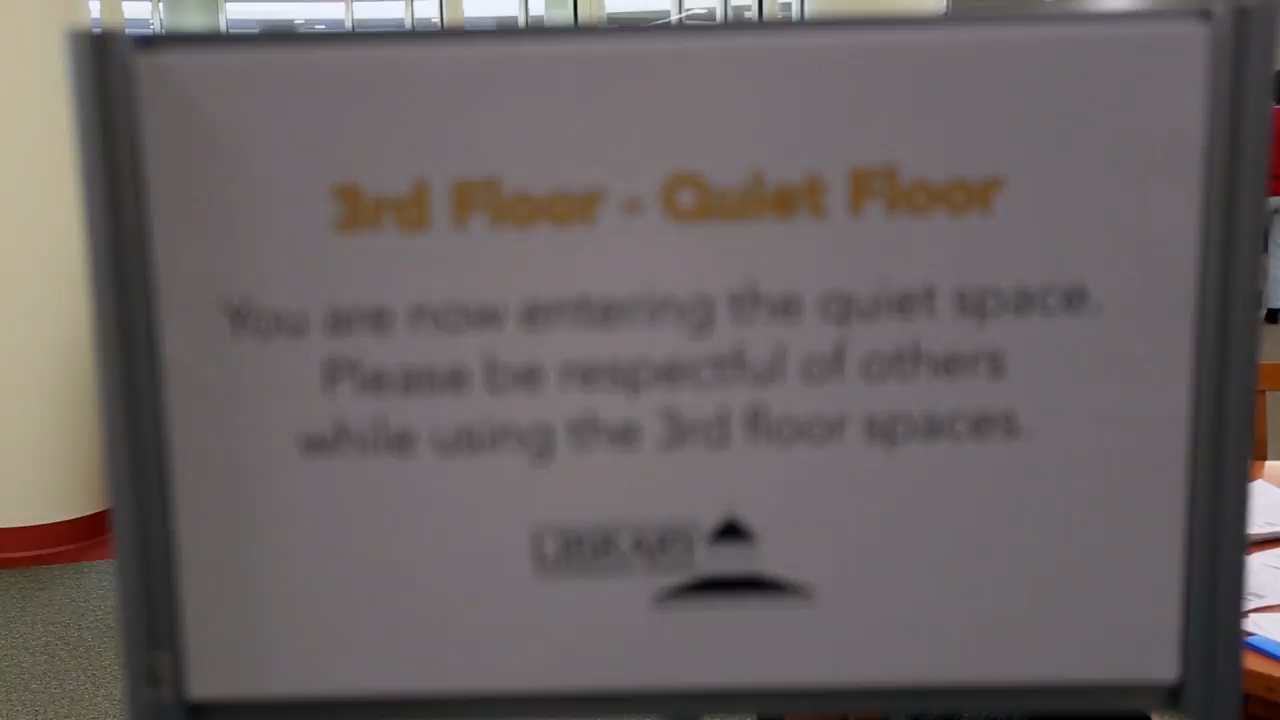 3rd Floor - Quiet Floor
You are now entering the quiet space.
Please be respectful of others
while using the 3rd floor spaces.
LIBRARY